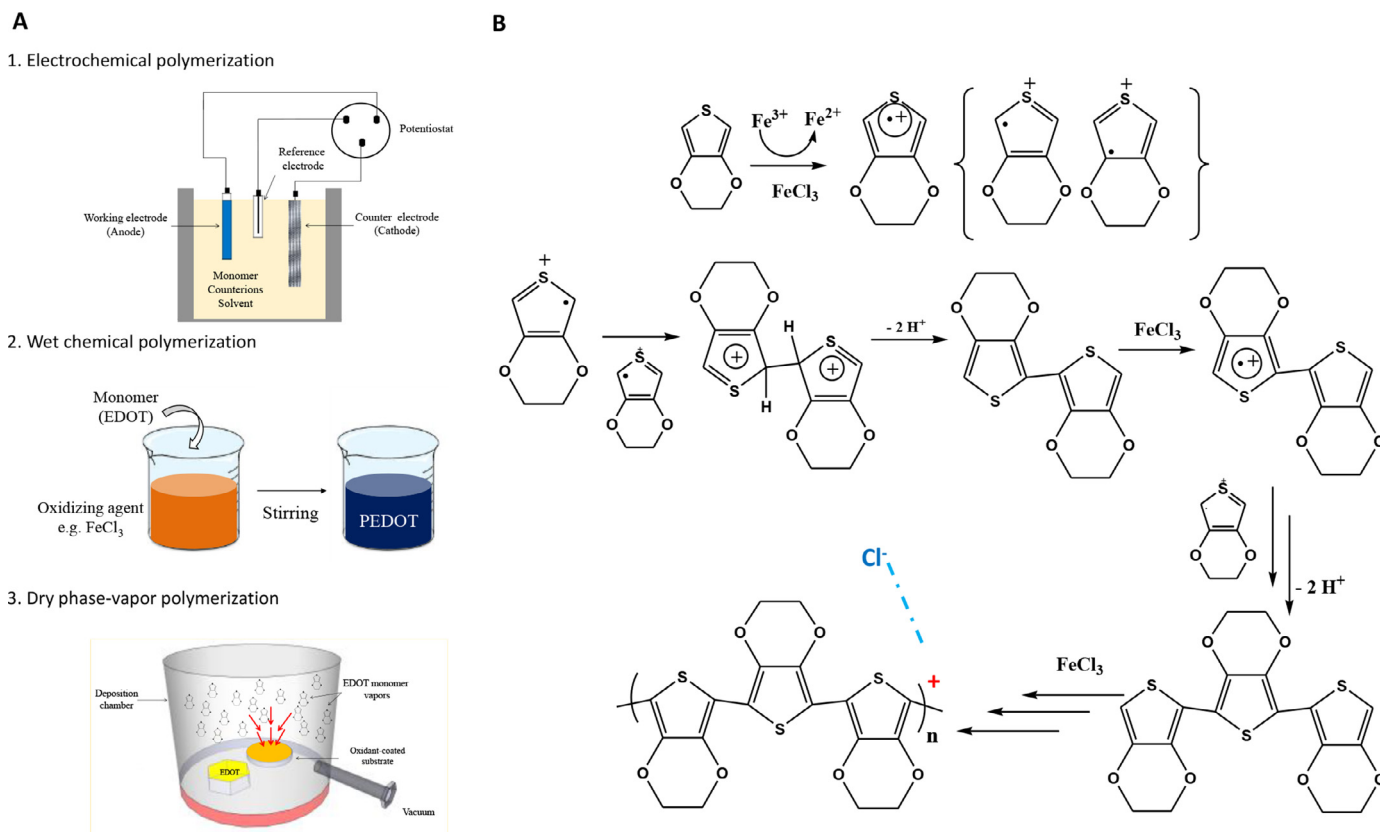 A
1. Electrochemical polymerization
Potentiostat
Reference
electrode
Working electrode
(Anode)
Counter electrode
(Cathode)
Monomer
Counterions
Solvent
2. Wet chemical polymerization
Monomer
(EDOT)
Oxidizing agent
e.g. FeCl₃
Stirring
PEDOT
3. Dry phase-vapor polymerization
Deposition
chamber
EDOT monomer
vapors
Oxidant-coated
substrate
EDOT
Vacuum
B
S
O
O
Fe³⁺
Fe²⁺
FeCl₃
S
•+
O
O
+
S
•
O
O
+
S
•
O
O
+
S
•
O
O
+
S
•
O
O
O
O
+
S
H
H
S
+
O
O
- 2 H⁺
O
O
S
S
O
O
FeCl₃
O
O
•+
S
S
O
O
+
S
O
O
- 2 H⁺
S
O
O
O
O
S
S
O
O
FeCl₃
Cl⁻
S
O
O
O
O
S
S
O
O
+
n